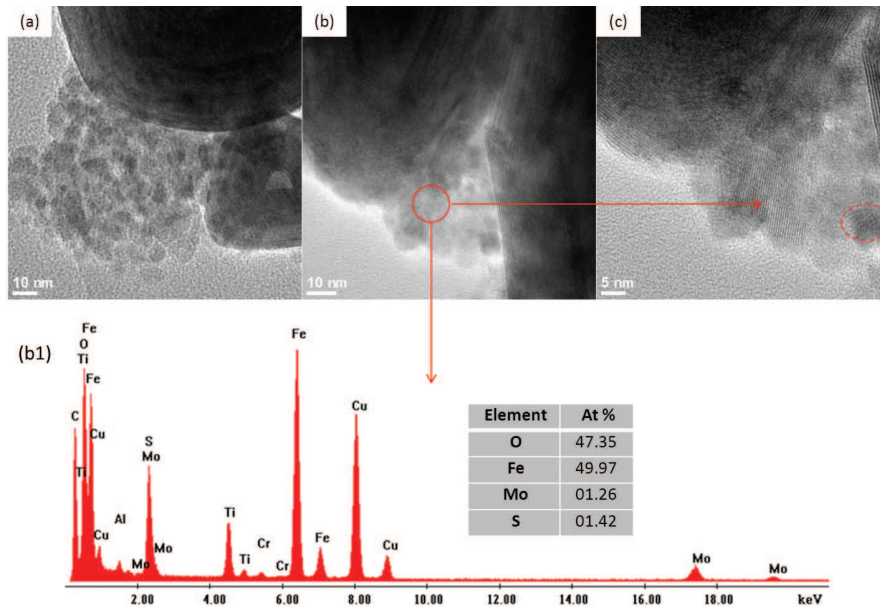 (a)
(b)
(c)
10 nm
10 nm
5 nm
(b1)
Fe
O
Ti
Fe
C
Cu
Ti
Cu
Al
Mo
S
Mo
Mo
Ti
Ti
Cr
Cr
Fe
Fe
Cu
Cu
Mo
Mo
Element At %
O 47.35
Fe 49.97
Mo 01.26
S 01.42
2.00 4.00 6.00 8.00 10.00 12.00 14.00 16.00 18.00 keV